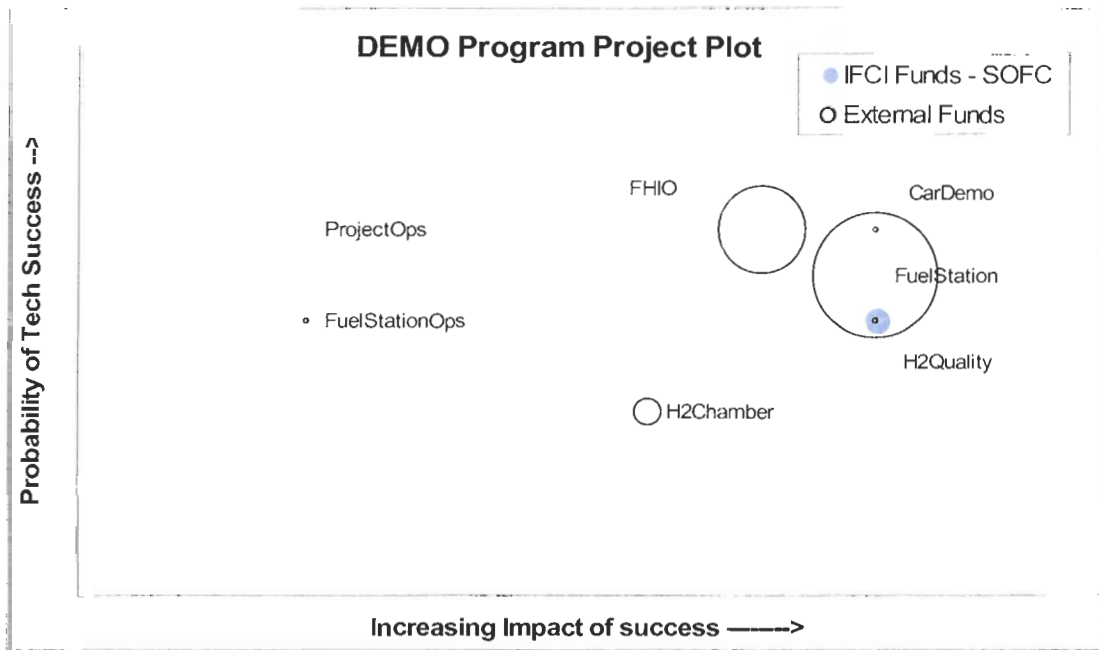 DEMO Program Project Plot
IFCI Funds - SOFC
External Funds
Probability of Tech Success -->
FHIO
CarDemo
ProjectOps
FuelStation
FuelStationOps
H2Quality
H2Chamber
Increasing Impact of success ------->